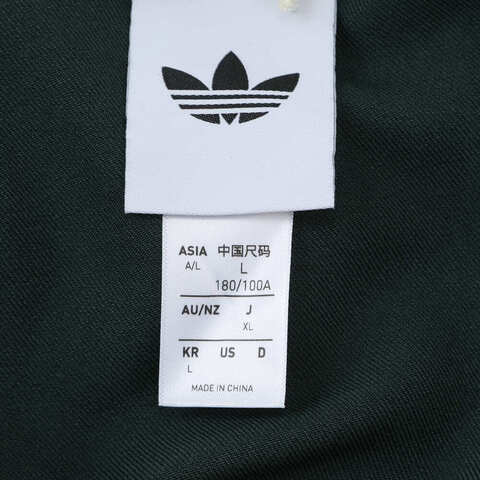 ASIA 中国尺码
A/L L
180/100A
AU/NZ J
XL
KR US D
L
MADE IN CHINA